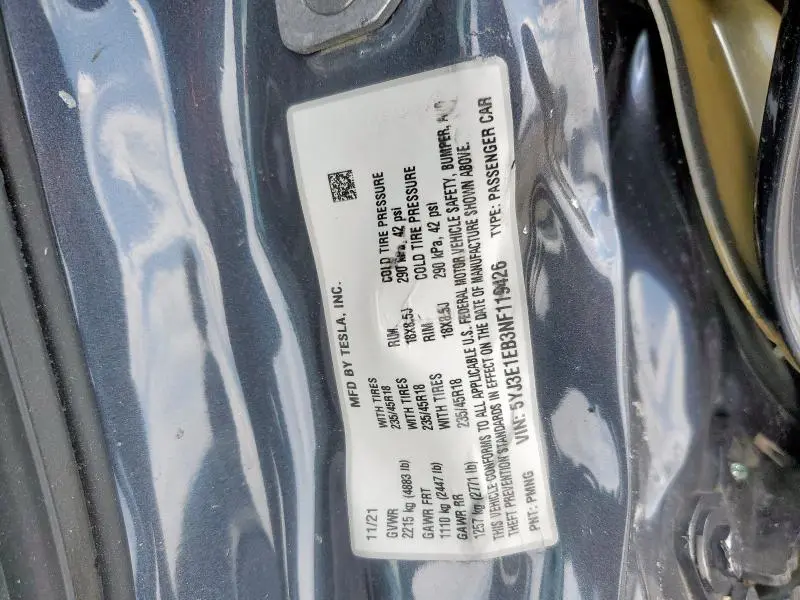 MFD BY TESLA, INC.
11/21
GVWR WITH TIRES RIM COLD TIRE PRESSURE
2215 kg (4883 lb) 235/45R18 18X8.5J 290 kPa, 42 psi
GAWR FRT WITH TIRES RIM COLD TIRE PRESSURE
1110 kg (2447 lb) 235/45R18 18X8.5J 290 kPa, 42 psi
GAWR RR
1257 kg (2771 lb) 235/45R18
THIS VEHICLE CONFORMS TO ALL APPLICABLE U.S. FEDERAL MOTOR VEHICLE SAFETY, BUMPER, AND
THEFT PREVENTION STANDARDS IN EFFECT ON THE DATE OF MANUFACTURE SHOWN ABOVE.
VIN: 5YJ3E1EB3NF119426 TYPE: PASSENGER CAR
PNT: PMNG